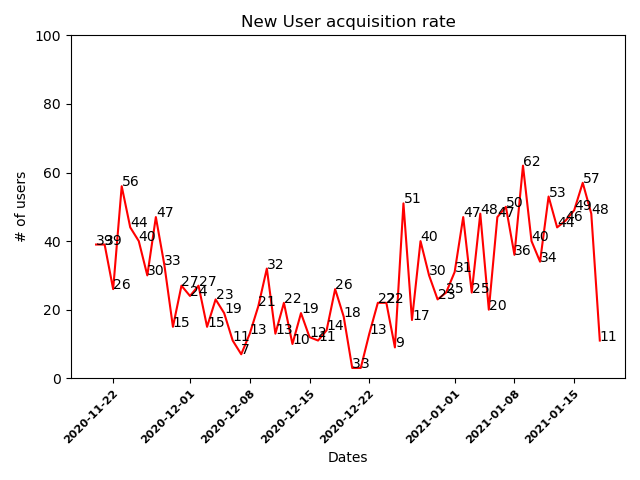 New User acquisition rate
# of users
100
80
60
40
20
0
39 39 26 56 44 40 30 47 33 15 27 24 27 15 23 19 11 7 13 21 32 13 22 10 19 12 11 14 26 18 3 3 13 22 22 9 51 17 40 30 23 25 31 47 25 48 20 47 50 36 62 40 34 53 44 46 49 57 48 11
2020-11-22 2020-12-01 2020-12-08 2020-12-15 2020-12-22 2021-01-01 2021-01-08 2021-01-15
Dates